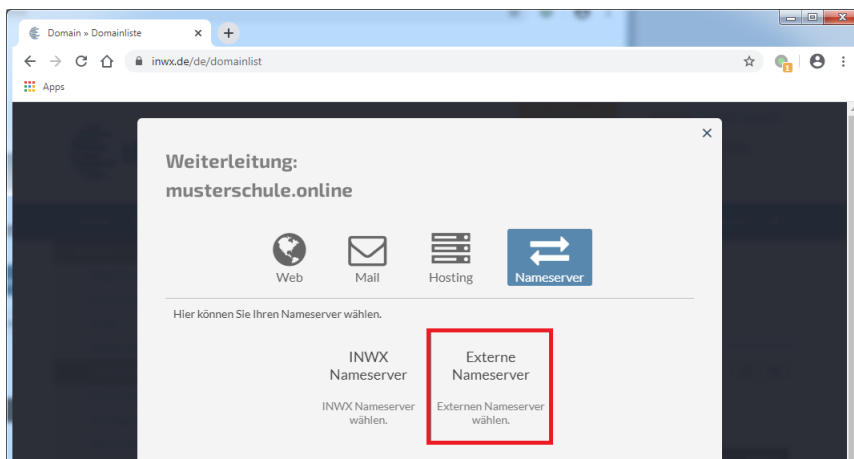 Domain » Domainliste
inwx.de/de/domainlist
Apps
1
Weiterleitung:
musterschule.online
Web Mail Hosting Nameserver
Hier können Sie Ihren Nameserver wählen.
INWX
Nameserver
INWX Nameserver
wählen.
Externe
Nameserver
Externen Nameserver
wählen.